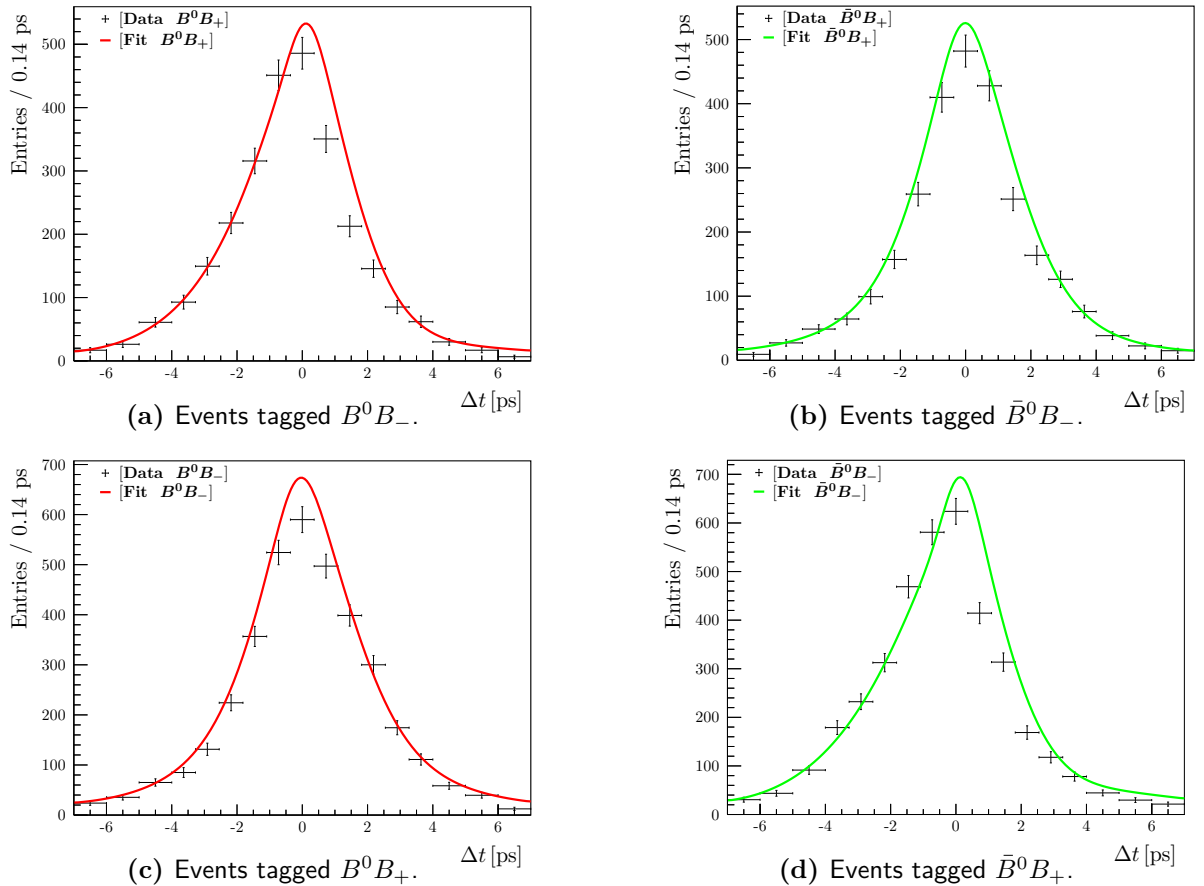 [Data B⁰B₊]
[Fit B⁰B₊]
Entries / 0.14 ps
500
400
300
200
100
0
-6 -4 -2 0 2 4 6
Δt [ps]
(a) Events tagged B⁰B₋.
[Data B̄⁰B₊]
[Fit B̄⁰B₊]
Entries / 0.14 ps
500
400
300
200
100
0
-6 -4 -2 0 2 4 6
Δt [ps]
(b) Events tagged B̄⁰B₋.
[Data B⁰B₋]
[Fit B⁰B₋]
Entries / 0.14 ps
700
600
500
400
300
200
100
0
-6 -4 -2 0 2 4 6
Δt [ps]
(c) Events tagged B⁰B₊.
[Data B̄⁰B₋]
[Fit B̄⁰B₋]
Entries / 0.14 ps
700
600
500
400
300
200
100
0
-6 -4 -2 0 2 4 6
Δt [ps]
(d) Events tagged B̄⁰B₊.